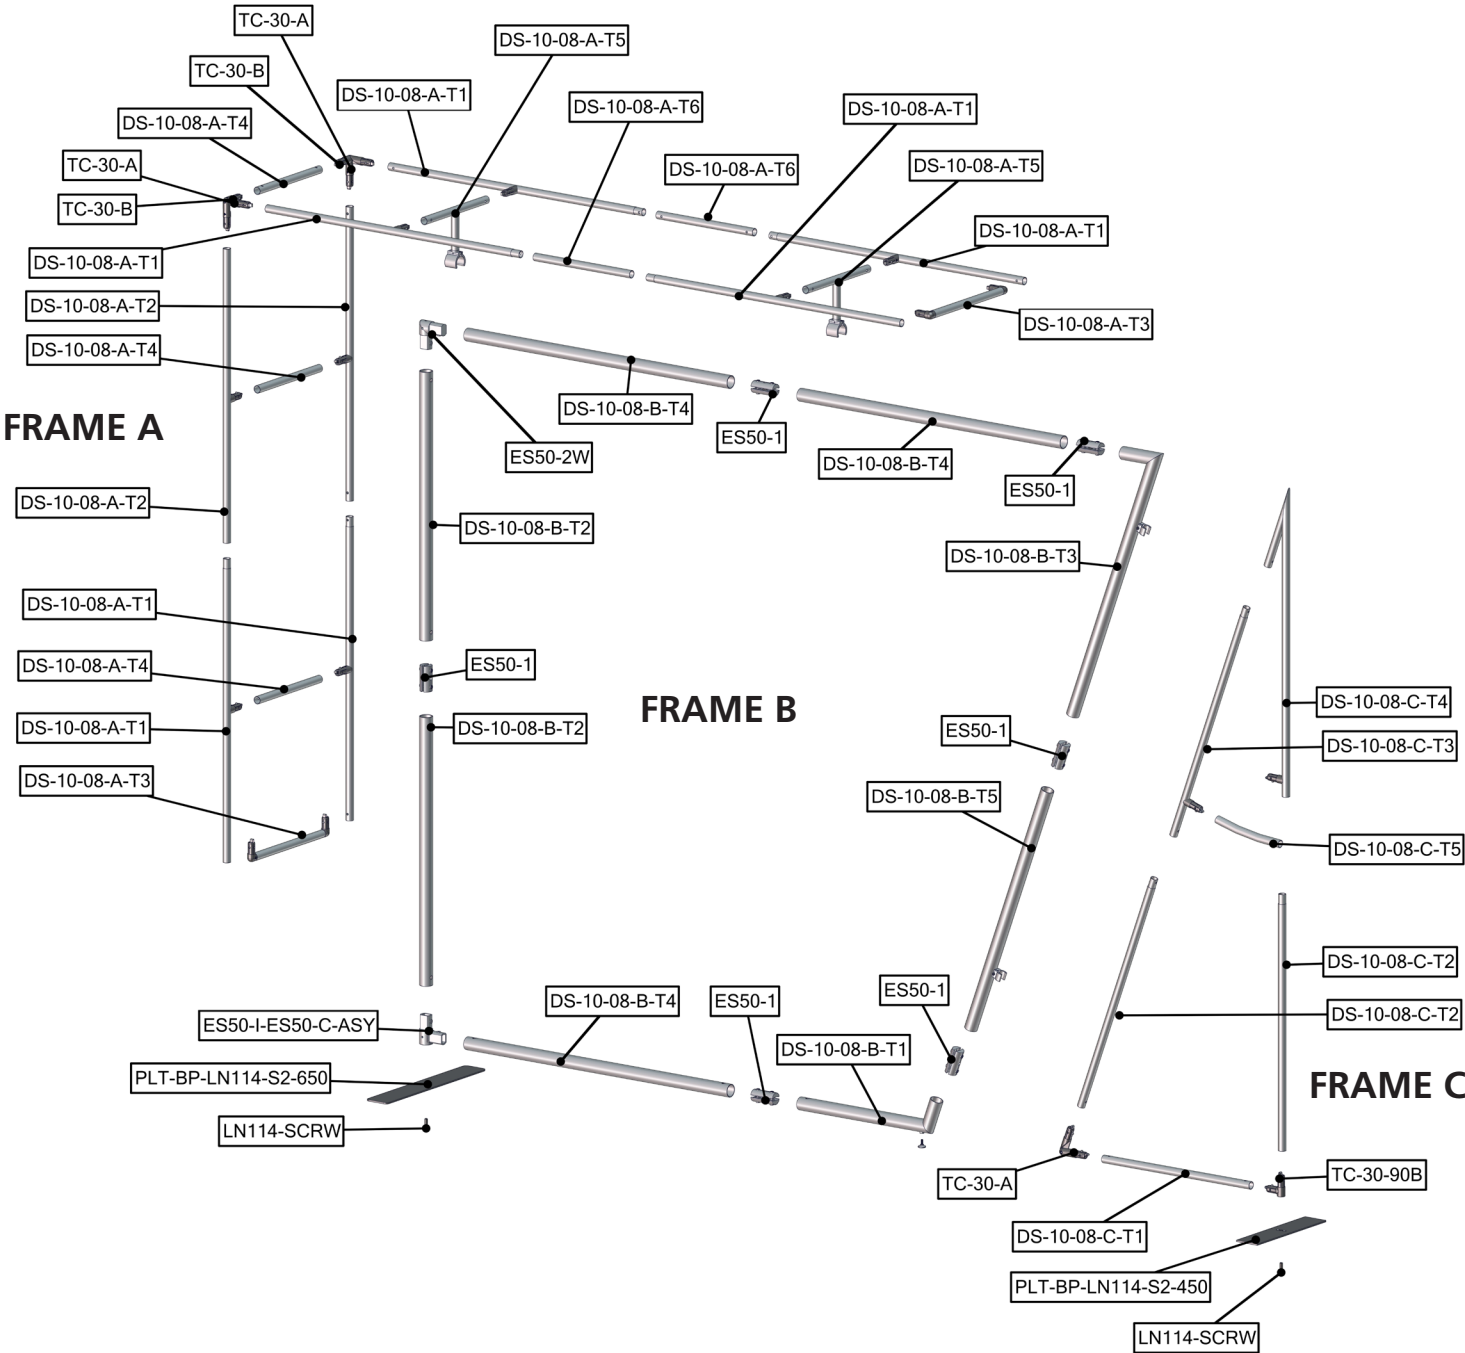 TC-30-A
DS-10-08-A-T5
TC-30-B
DS-10-08-A-T1
DS-10-08-A-T6
DS-10-08-A-T1
DS-10-08-A-T4
TC-30-A
DS-10-08-A-T6
DS-10-08-A-T5
TC-30-B
DS-10-08-A-T1
DS-10-08-A-T1
DS-10-08-A-T2
DS-10-08-A-T3
DS-10-08-A-T4
DS-10-08-B-T4
FRAME A
ES50-1
ES50-2W
DS-10-08-B-T4
ES50-1
DS-10-08-A-T2
DS-10-08-B-T2
DS-10-08-B-T3
DS-10-08-A-T1
DS-10-08-A-T4
ES50-1
FRAME B
DS-10-08-C-T4
DS-10-08-A-T1
DS-10-08-B-T2
ES50-1
DS-10-08-C-T3
DS-10-08-A-T3
DS-10-08-B-T5
DS-10-08-C-T5
DS-10-08-C-T2
ES50-1
DS-10-08-B-T4
ES50-1
DS-10-08-C-T2
ES50-I-ES50-C-ASY
DS-10-08-B-T1
PLT-BP-LN114-S2-650
FRAME C
LN114-SCRW
TC-30-A
TC-30-90B
DS-10-08-C-T1
PLT-BP-LN114-S2-450
LN114-SCRW